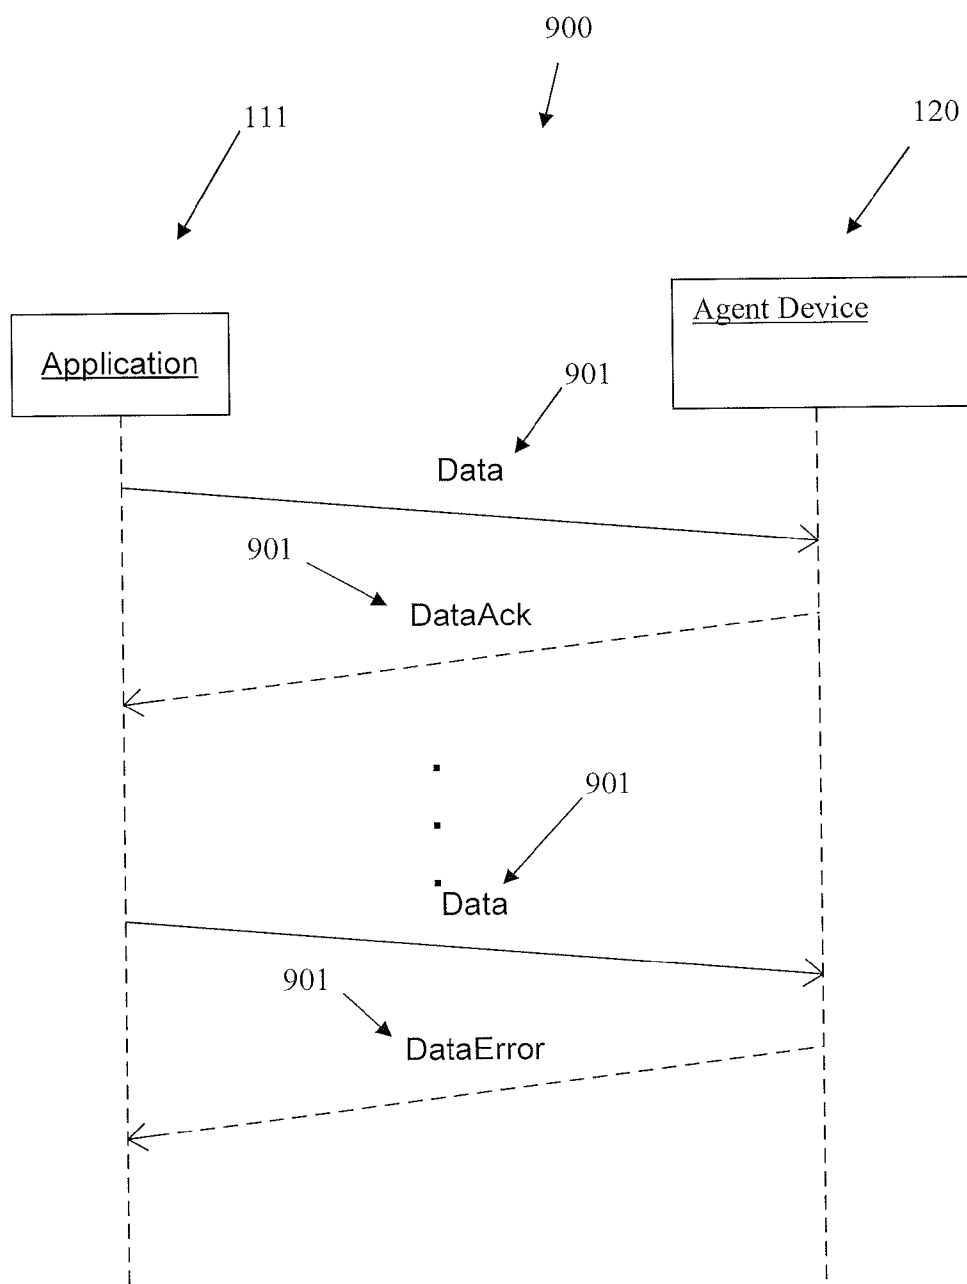 900
111
120
Agent Device
Application
901
Data
901
DataAck
901
Data
901
DataError